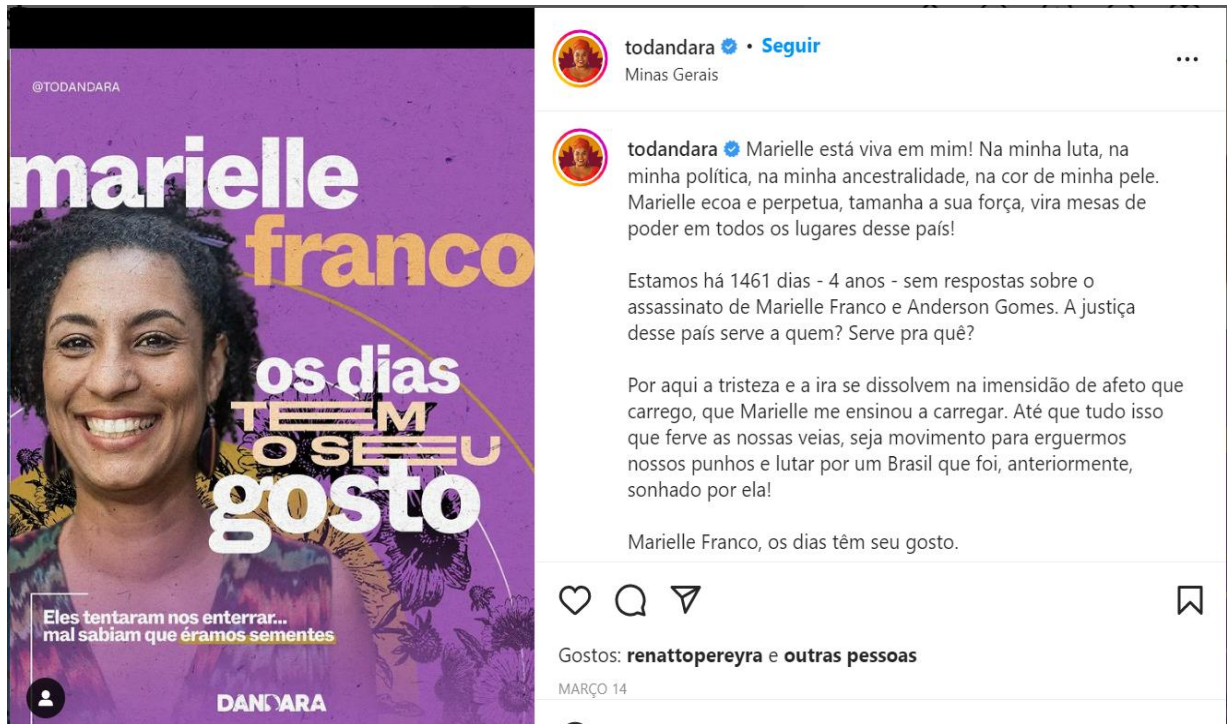 @TODANDARA
marielle
franco
os dias
TEM
O SEU
gosto
Eles tentaram nos enterrar...
mal sabiam que éramos sementes
DANDARA
todandara • Seguir
Minas Gerais
todandara Marielle está viva em mim! Na minha luta, na
minha política, na minha ancestralidade, na cor de minha pele.
Marielle ecoa e perpetua, tamanha a sua força, vira mesas de
poder em todos os lugares desse país!
Estamos há 1461 dias - 4 anos - sem respostas sobre o
assassinato de Marielle Franco e Anderson Gomes. A justiça
desse país serve a quem? Serve pra quê?
Por aqui a tristeza e a ira se dissolvem na imensidão de afeto que
carrego, que Marielle me ensinou a carregar. Até que tudo isso
que ferve as nossas veias, seja movimento para erguermos
nossos punhos e lutar por um Brasil que foi, anteriormente,
sonhado por ela!
Marielle Franco, os dias têm seu gosto.
Gostos: renattopereyra e outras pessoas
MARÇO 14